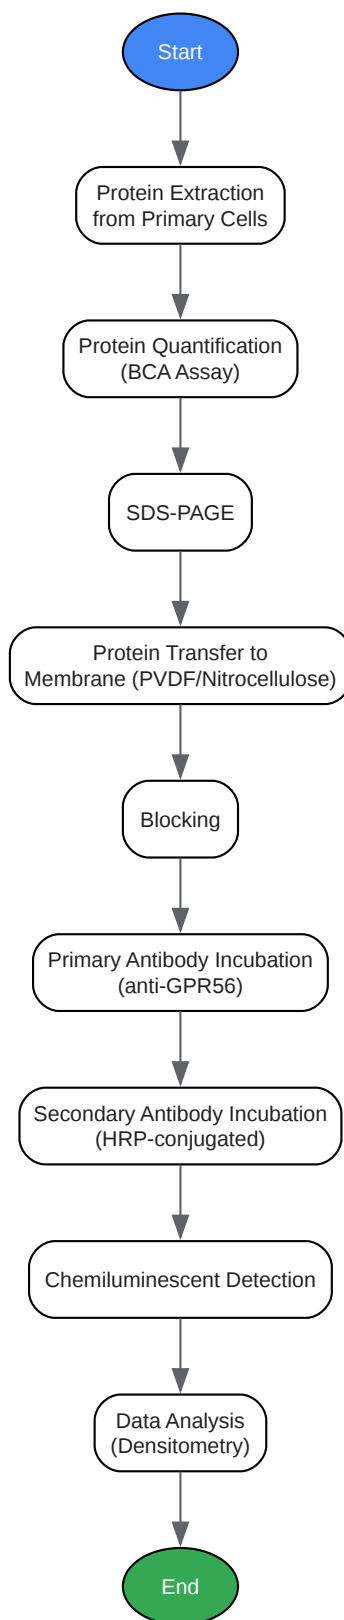 Start
Protein Extraction
from Primary Cells
Protein Quantification
(BCA Assay)
SDS-PAGE
Protein Transfer to
Membrane (PVDF/Nitrocellulose)
Blocking
Primary Antibody Incubation
(anti-GPR56)
Secondary Antibody Incubation
(HRP-conjugated)
Chemiluminescent Detection
Data Analysis
(Densitometry)
End